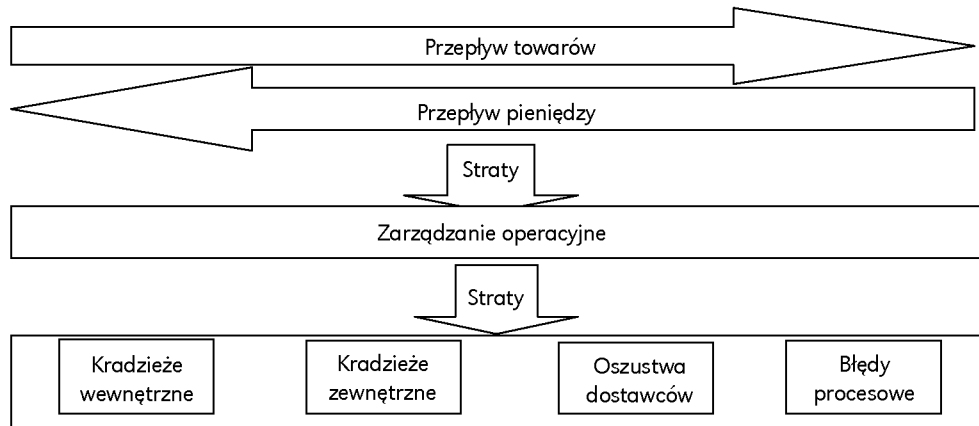 Przepływ towarów
Przepływ pieniędzy
Straty
Zarządzanie operacyjne
Straty
Kradzieże
wewnętrzne
Kradzieże
zewnętrzne
Oszustwa
dostawców
Błędy
procesowe